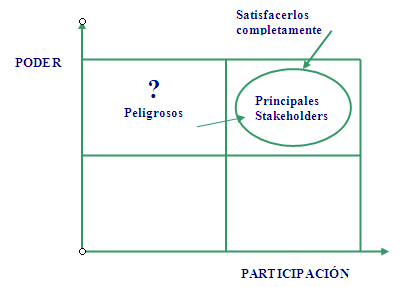 Satisfacerlos
completamente
PODER
?
Peligrosos
Principales
Stakeholders
PARTICIPACIÓN